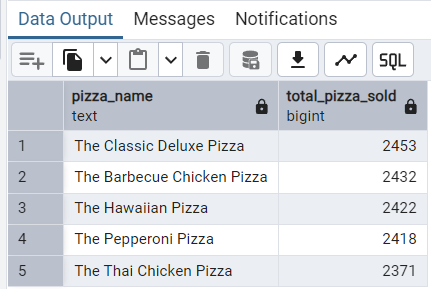 Data Output Messages Notifications
SQL
pizza_name total_pizza_sold
text bigint
1 The Classic Deluxe Pizza 2453
2 The Barbecue Chicken Pizza 2432
3 The Hawaiian Pizza 2422
4 The Pepperoni Pizza 2418
5 The Thai Chicken Pizza 2371